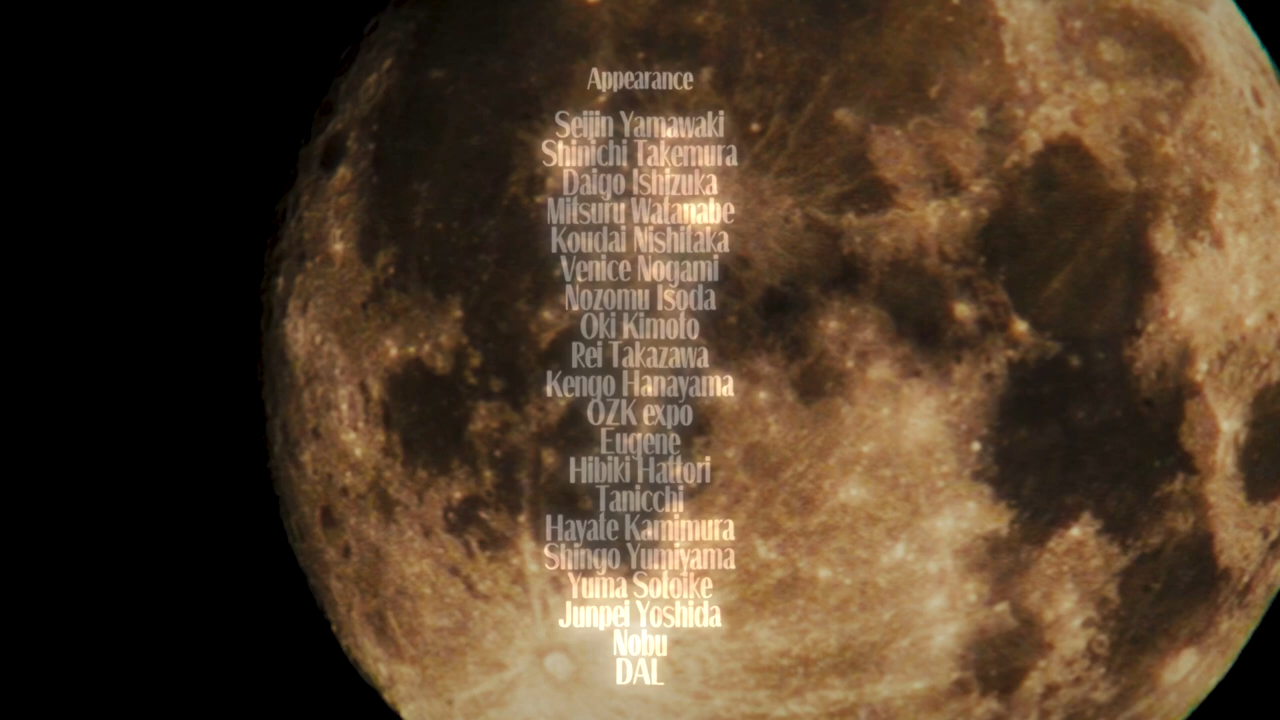 Appearance
Seijin Yamawaki
Shinichi Takemura
Daigo Ishizuka
Mitsuru Watanabe
Koudai Nishitaka
Venice Nogami
Nozomu Isoda
Oki Kimoto
Rei Takazawa
Kengo Hanayama
OZK expo
Eugene
Hibiki Hattori
Tanicchi
Hayate Kamimura
Shingo Yumiyama
Yuma Sotoike
Junpei Yoshida
Nobu
DAL